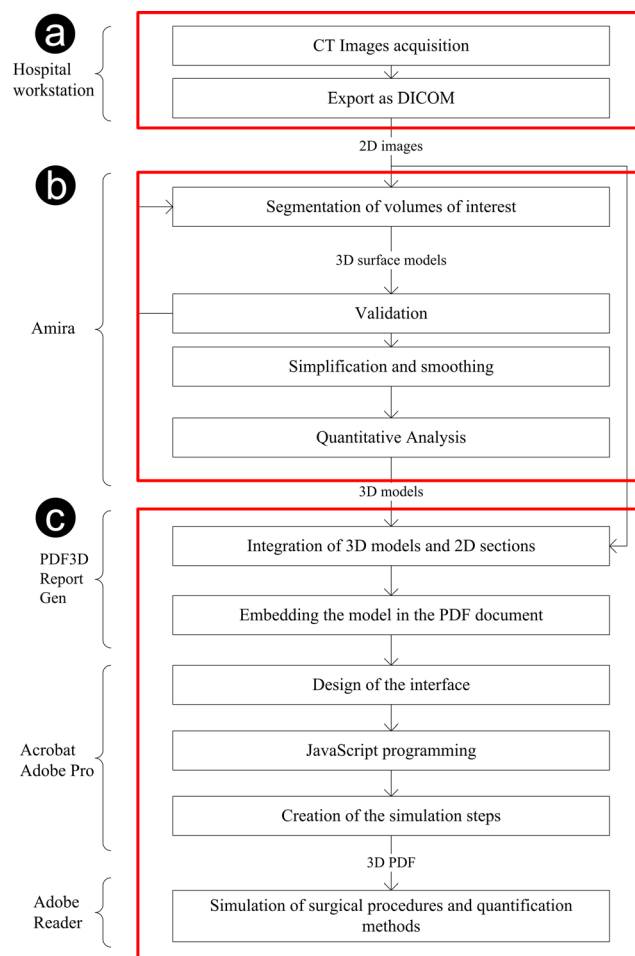 a
Hospital
workstation
CT Images acquisition
Export as DICOM
2D images
b
Amira
Segmentation of volumes of interest
3D surface models
Validation
Simplification and smoothing
Quantitative Analysis
3D models
c
PDF3D
Report
Gen
Integration of 3D models and 2D sections
Embedding the model in the PDF document
Acrobat
Adobe Pro
Design of the interface
JavaScript programming
Creation of the simulation steps
3D PDF
Adobe
Reader
Simulation of surgical procedures and quantification
methods